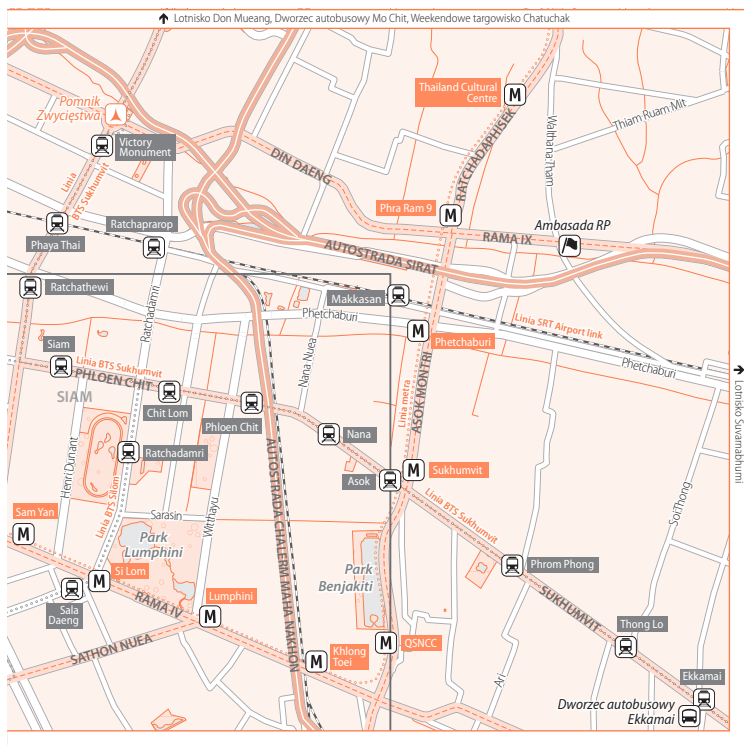 Lotnisko Don Mueang, Dworzec autobusowy Mo Chit, Weekendowe targowisko Chatuchak
Thailand Cultural
Centre
M
Pomnik
Zwycięstwa
Thiam Ruam Mit
RATCHADAPHISEK
Watthana Tham
Victory
Monument
DIN DAENG
Linia
BTS Sukhumvit
Phra Ram 9
M
Ambasada RP
Ratchaprarop
RAMA IX
Phaya Thai
AUTOSTRADA SIRAT
Ratchathewi
Makkasan
Ratchadamri
Phetchaburi
Linia SRT Airport link
M
Phetchaburi
Siam
Linia BTS Sukhumvit
Nana Nuea
ASOK MONTRI
Phetchaburi
Lotnisko Suvarnabhumi
PHLOEN CHIT
SIAM
Chit Lom
Phloen Chit
Linia metra
Nana
Henri Dunant
Ratchadamri
AUTOSTRADA CHALERM MAHA NAKHON
M
Sukhumvit
Asok
Linia BTS Silom
Witthayu
Linia BTS Sukhumvit
Soi Thong
Sam Yan
M
Sarasin
Park
Lumphini
Park
Benjakiti
Phrom Phong
M
Si Lom
Sala
Daeng
RAMA IV
Lumphini
M
SUKHUMVIT
Thong Lo
SATHON NUEA
M
Khlong
Toei
M
QSNCC
Ari
Ekkamai
Dworzec autobusowy
Ekkamai